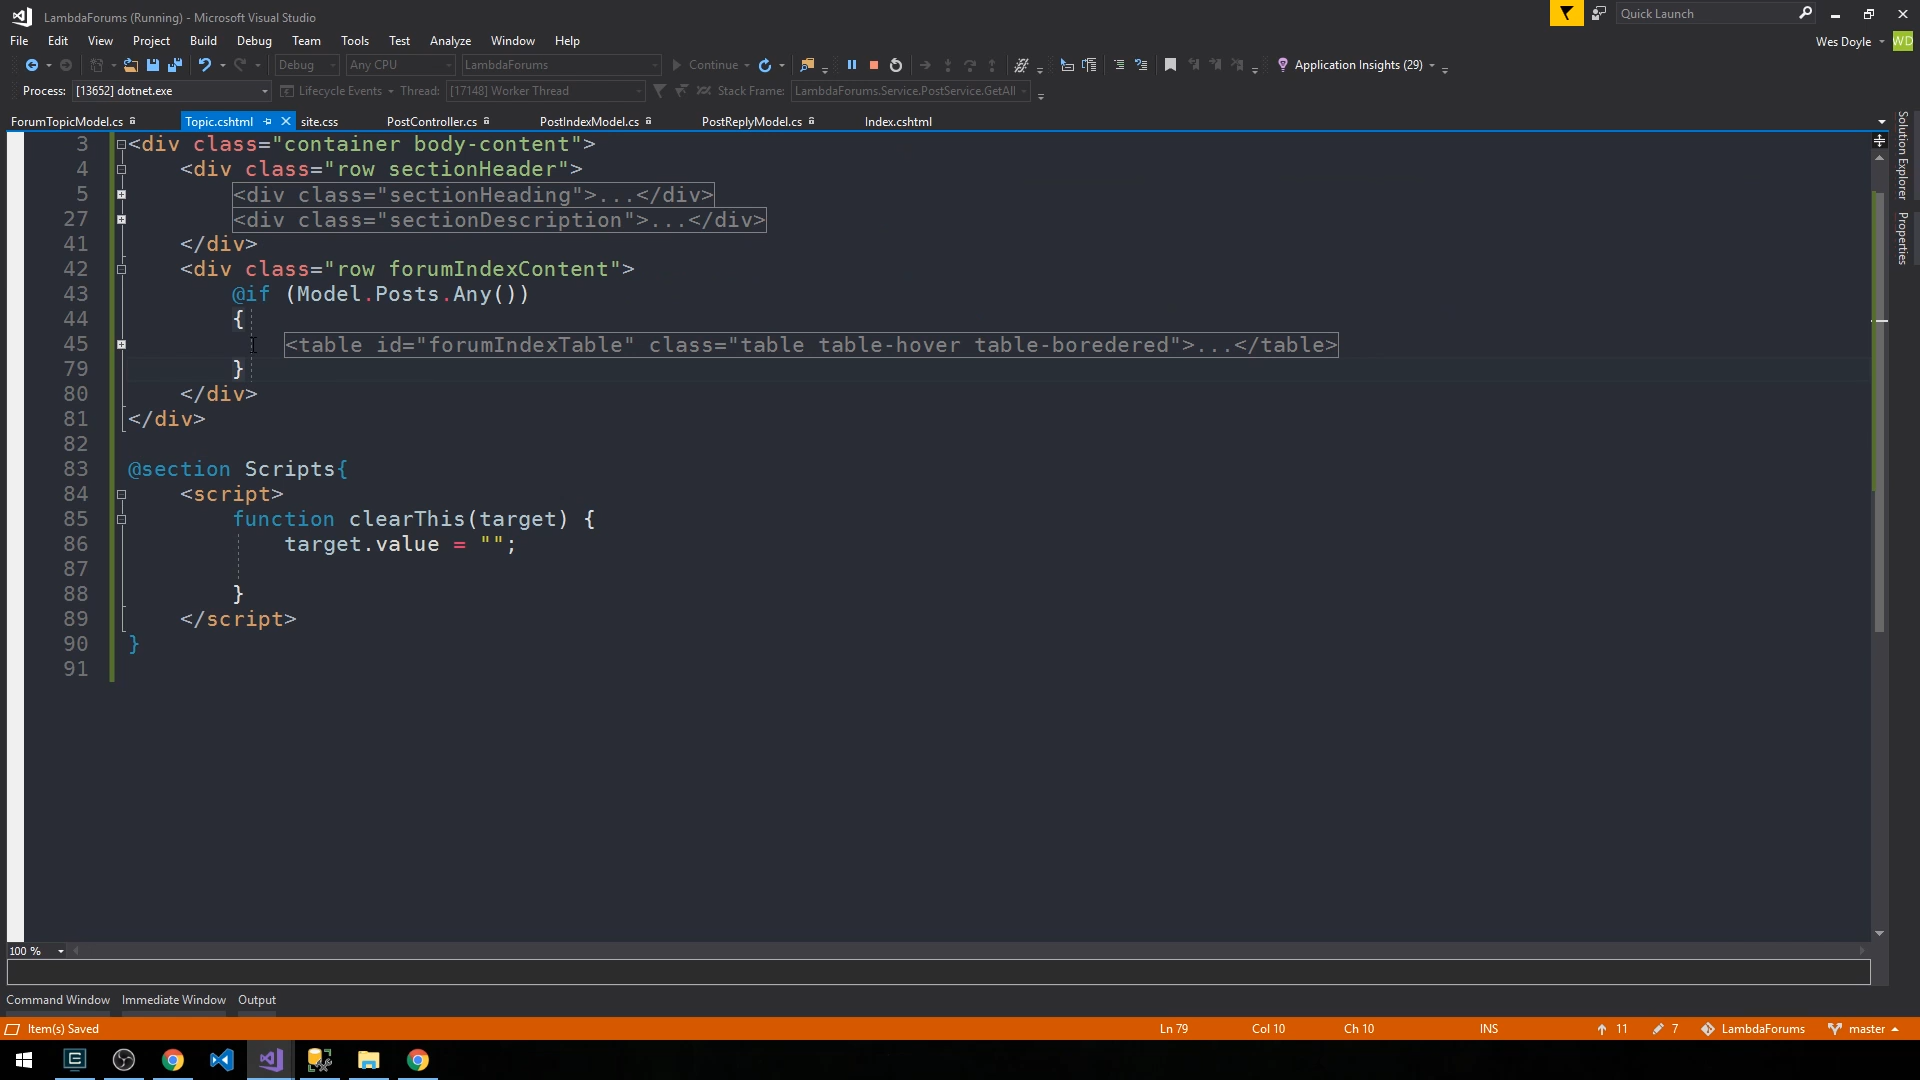 LambdaForums (Running) - Microsoft Visual Studio
Quick Launch
File Edit View Project Build Debug Team Tools Test Analyze Window Help
Wes Doyle WD
Debug Any CPU LambdaForums Continue Application Insights (29)
Process: [13652] dotnet.exe Lifecycle Events Thread: [17148] Worker Thread Stack Frame: LambdaForums.Service.PostService.GetAll
ForumTopicModel.cs Topic.cshtml site.css PostController.cs PostIndexModel.cs PostReplyModel.cs Index.cshtml
Solution Explorer
Properties
3 <div class="container body-content">
4 <div class="row sectionHeader">
5 <div class="sectionHeading">...</div>
27 <div class="sectionDescription">...</div>
41 </div>
42 <div class="row forumIndexContent">
43 @if (Model.Posts.Any())
44 {
45 <table id="forumIndexTable" class="table table-hover table-boredered">...</table>
79 }
80 </div>
81 </div>
82
83 @section Scripts{
84 <script>
85 function clearThis(target) {
86 target.value = "";
87
88 }
89 </script>
90 }
91
100 %
Command Window Immediate Window Output
Item(s) Saved Ln 79 Col 10 Ch 10 INS 11 7 LambdaForums master